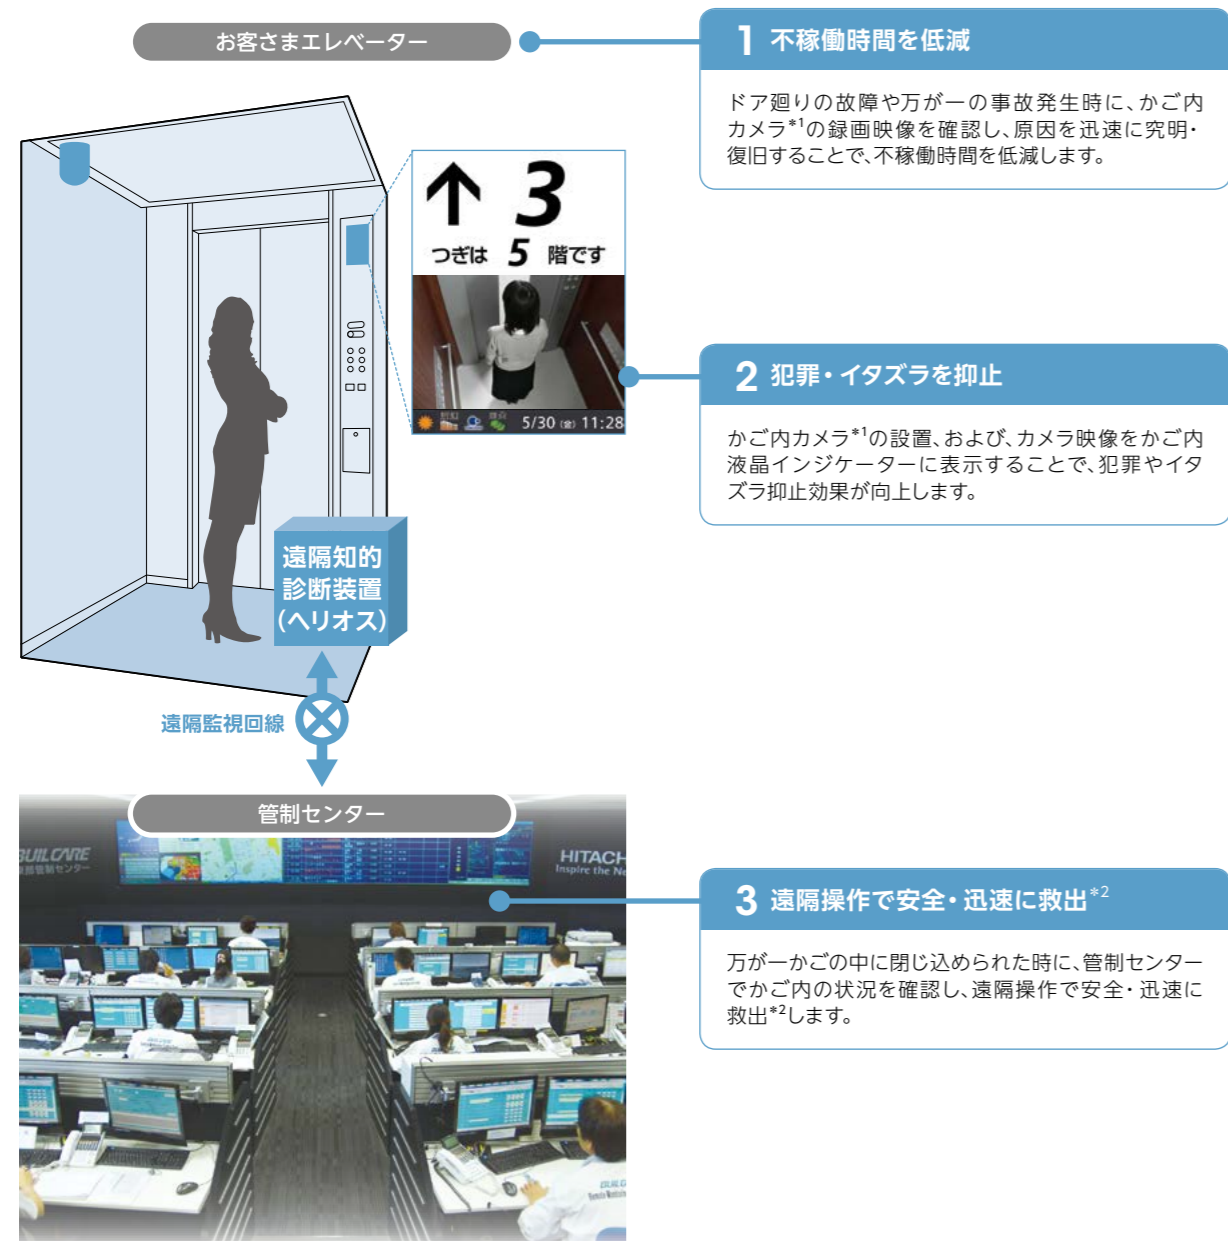 お客さまエレベーター
1 不稼働時間を低減
ドア廻りの故障や万が一の事故発生時に、かご内
カメラ*1の録画映像を確認し、原因を迅速に究明・
復旧することで、不稼働時間を低減します。
↑ 3
つぎは 5 階です
5/30 (金) 11:28
2 犯罪・イタズラを抑止
かご内カメラ*1の設置、および、カメラ映像をかご内
液晶インジケーターに表示することで、犯罪やイタ
ズラ抑止効果が向上します。
遠隔知的
診断装置
(ヘリオス)
遠隔監視回線
管制センター
BUILCARE
管制センター
HITACH
Inspire the Ne
3 遠隔操作で安全・迅速に救出*2
万が一かごの中に閉じ込められた時に、管制センター
でかご内の状況を確認し、遠隔操作で安全・迅速に
救出*2します。